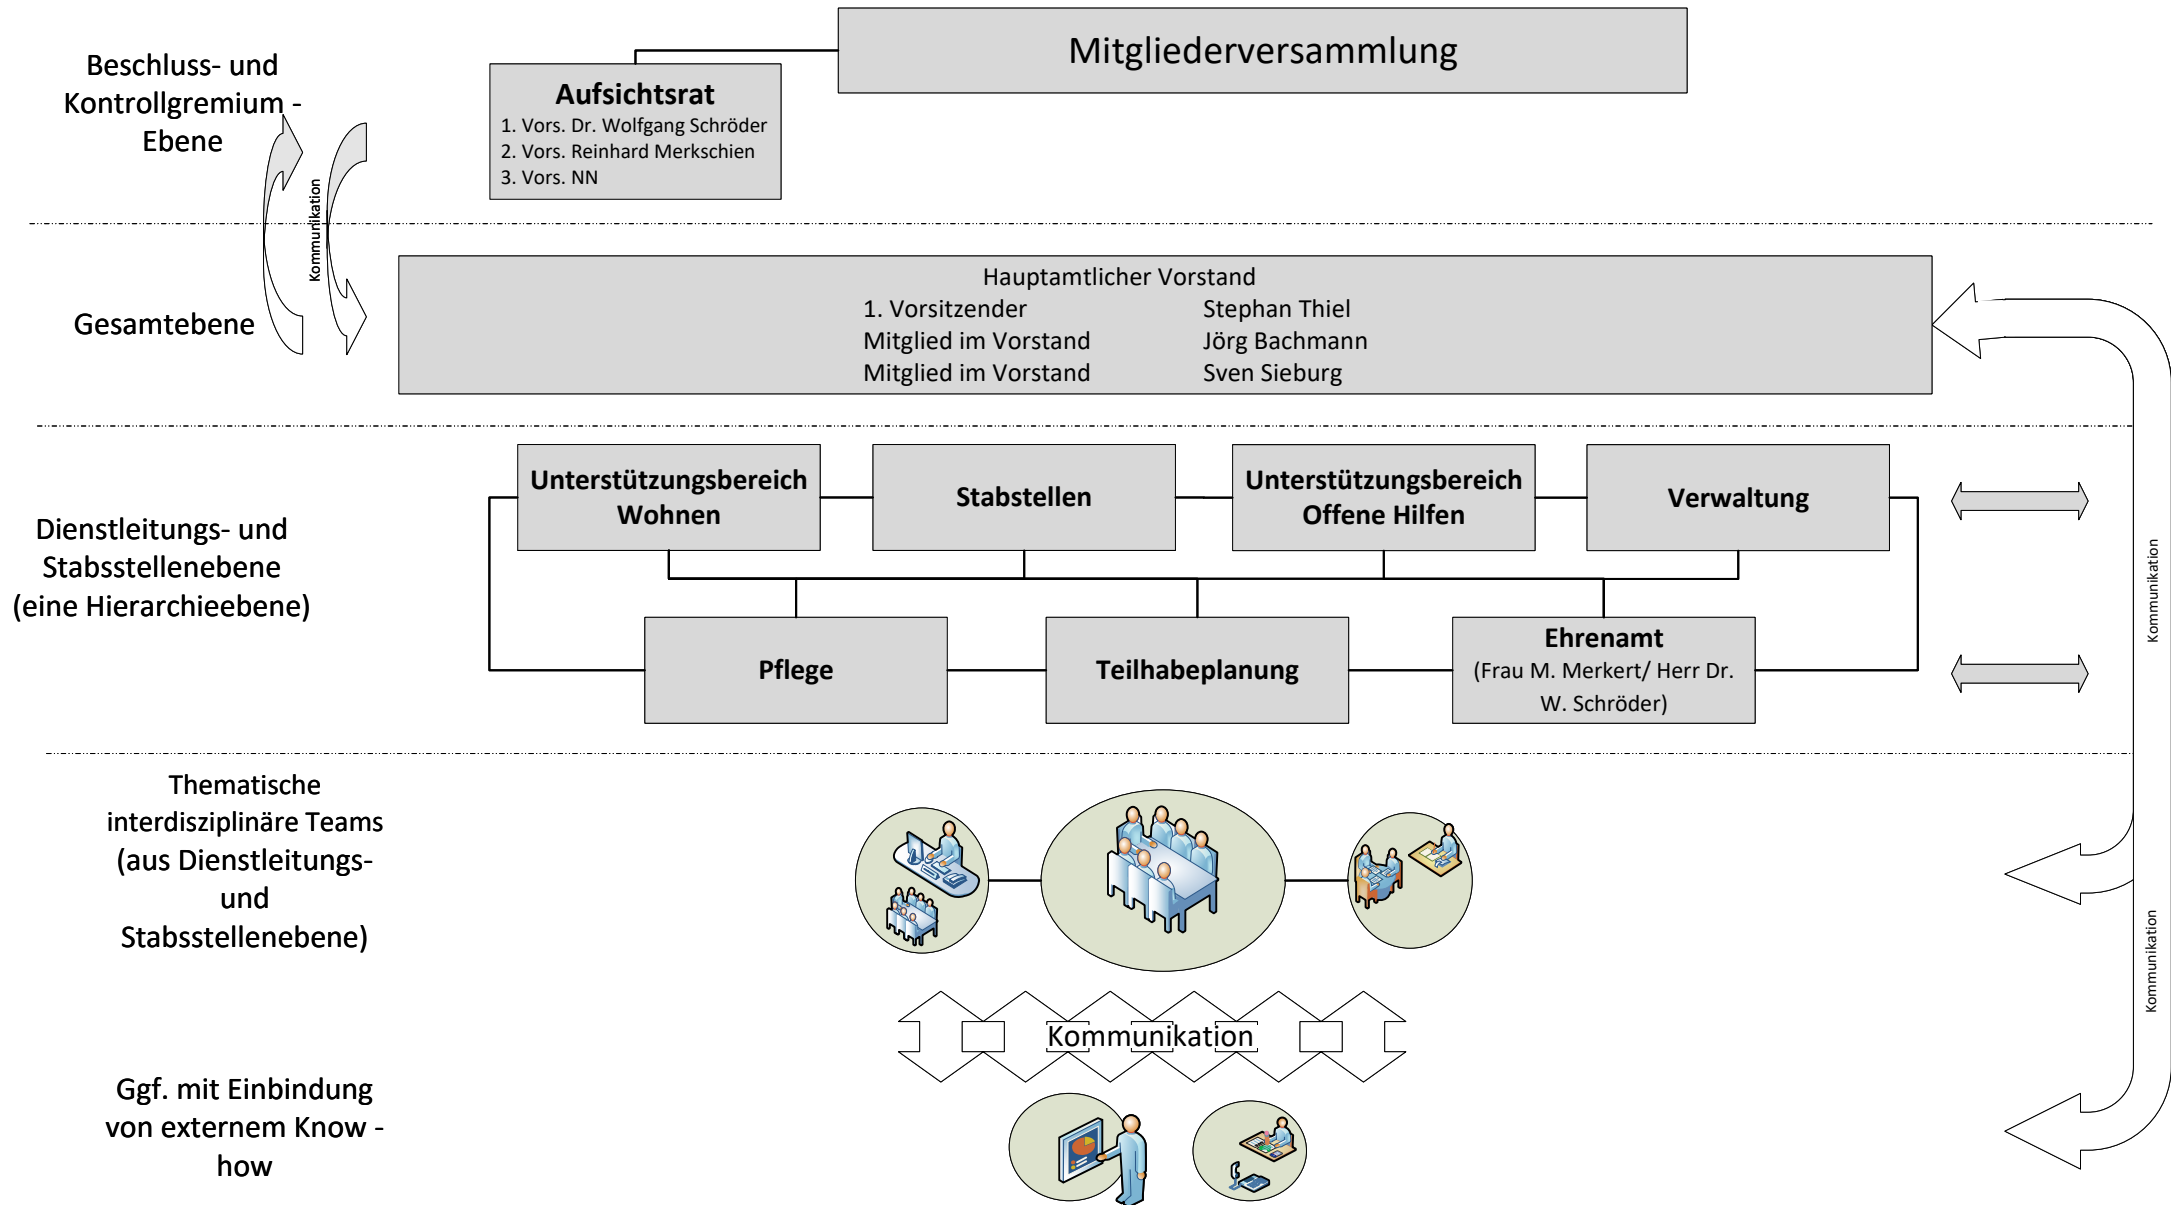 Beschluss- und
Kontrollgremium -
Ebene
Mitgliederversammlung
Aufsichtsrat
1. Vors. Dr. Wolfgang Schröder
2. Vors. Reinhard Merkschien
3. Vors. NN
Kommunikation
Gesamtebene
Hauptamtlicher Vorstand
1. Vorsitzender Stephan Thiel
Mitglied im Vorstand Jörg Bachmann
Mitglied im Vorstand Sven Sieburg
Dienstleitungs- und
Stabsstellenebene
(eine Hierarchieebene)
Unterstützungsbereich
Wohnen
Stabstellen
Unterstützungsbereich
Offene Hilfen
Verwaltung
Pflege
Teilhabeplanung
Ehrenamt
(Frau M. Merkert/ Herr Dr.
W. Schröder)
Kommunikation
Thematische
interdisziplinäre Teams
(aus Dienstleitungs-
und
Stabsstellenebene)
Kommunikation
Kommunikation
Ggf. mit Einbindung
von externem Know -
how